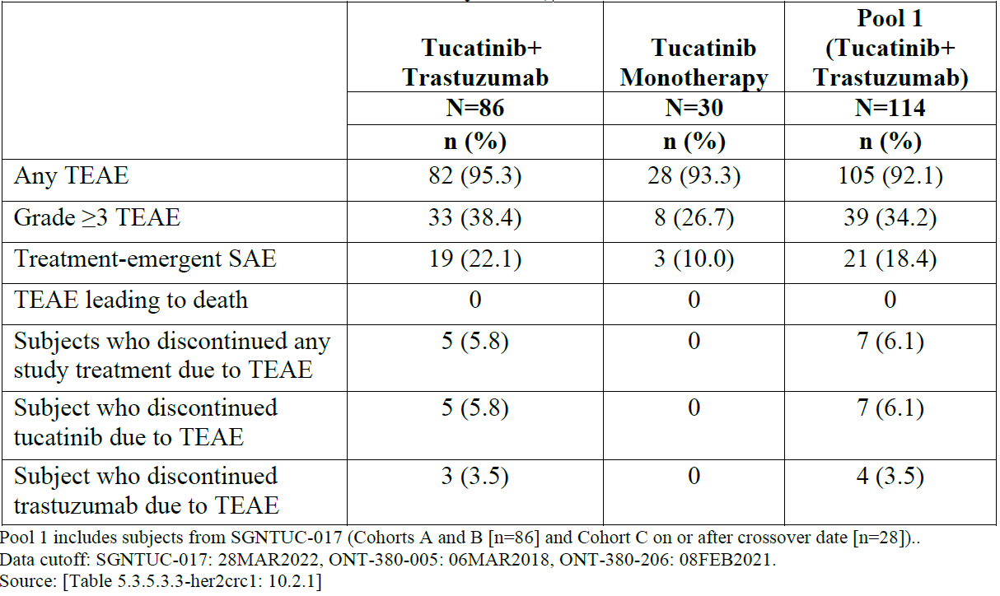 Tucatinib+ Trastuzumab Tucatinib Monotherapy Pool 1 (Tucatinib+ Trastuzumab)
N=86 N=30 N=114
n (%) n (%) n (%)
Any TEAE 82 (95.3) 28 (93.3) 105 (92.1)
Grade ≥3 TEAE 33 (38.4) 8 (26.7) 39 (34.2)
Treatment-emergent SAE 19 (22.1) 3 (10.0) 21 (18.4)
TEAE leading to death 0 0 0
Subjects who discontinued any 5 (5.8) 0 7 (6.1)
study treatment due to TEAE
Subject who discontinued 5 (5.8) 0 7 (6.1)
tucatinib due to TEAE
Subject who discontinued 3 (3.5) 0 4 (3.5)
trastuzumab due to TEAE
Pool 1 includes subjects from SGNTUC-017 (Cohorts A and B [n=86] and Cohort C on or after crossover date [n=28])..
Data cutoff: SGNTUC-017: 28MAR2022, ONT-380-005: 06MAR2018, ONT-380-206: 08FEB2021.
Source: [Table 5.3.5.3.3-her2crc1: 10.2.1]